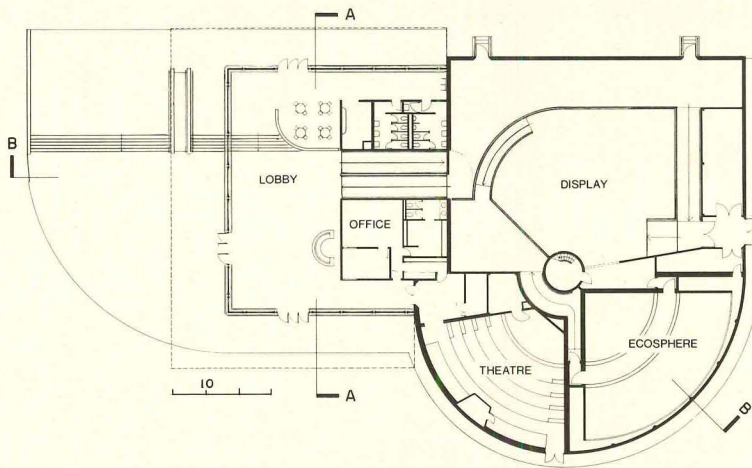 A
B
LOBBY
DISPLAY
OFFICE
ECOSPHERE
THEATRE
10
A
B